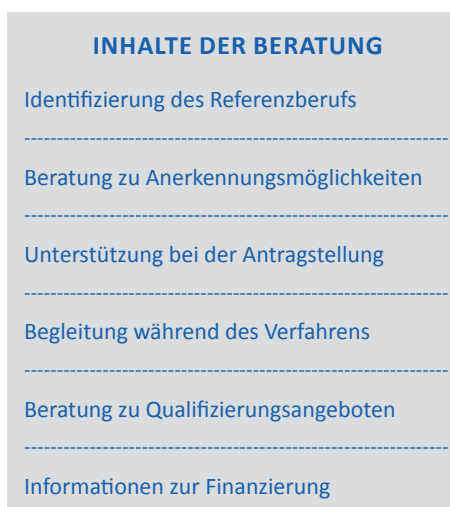 INHALTE DER BERATUNG
Identifizierung des Referenzberufs
Beratung zu Anerkennungsmöglichkeiten
Unterstützung bei der Antragstellung
Begleitung während des Verfahrens
Beratung zu Qualifizierungsangeboten
Informationen zur Finanzierung